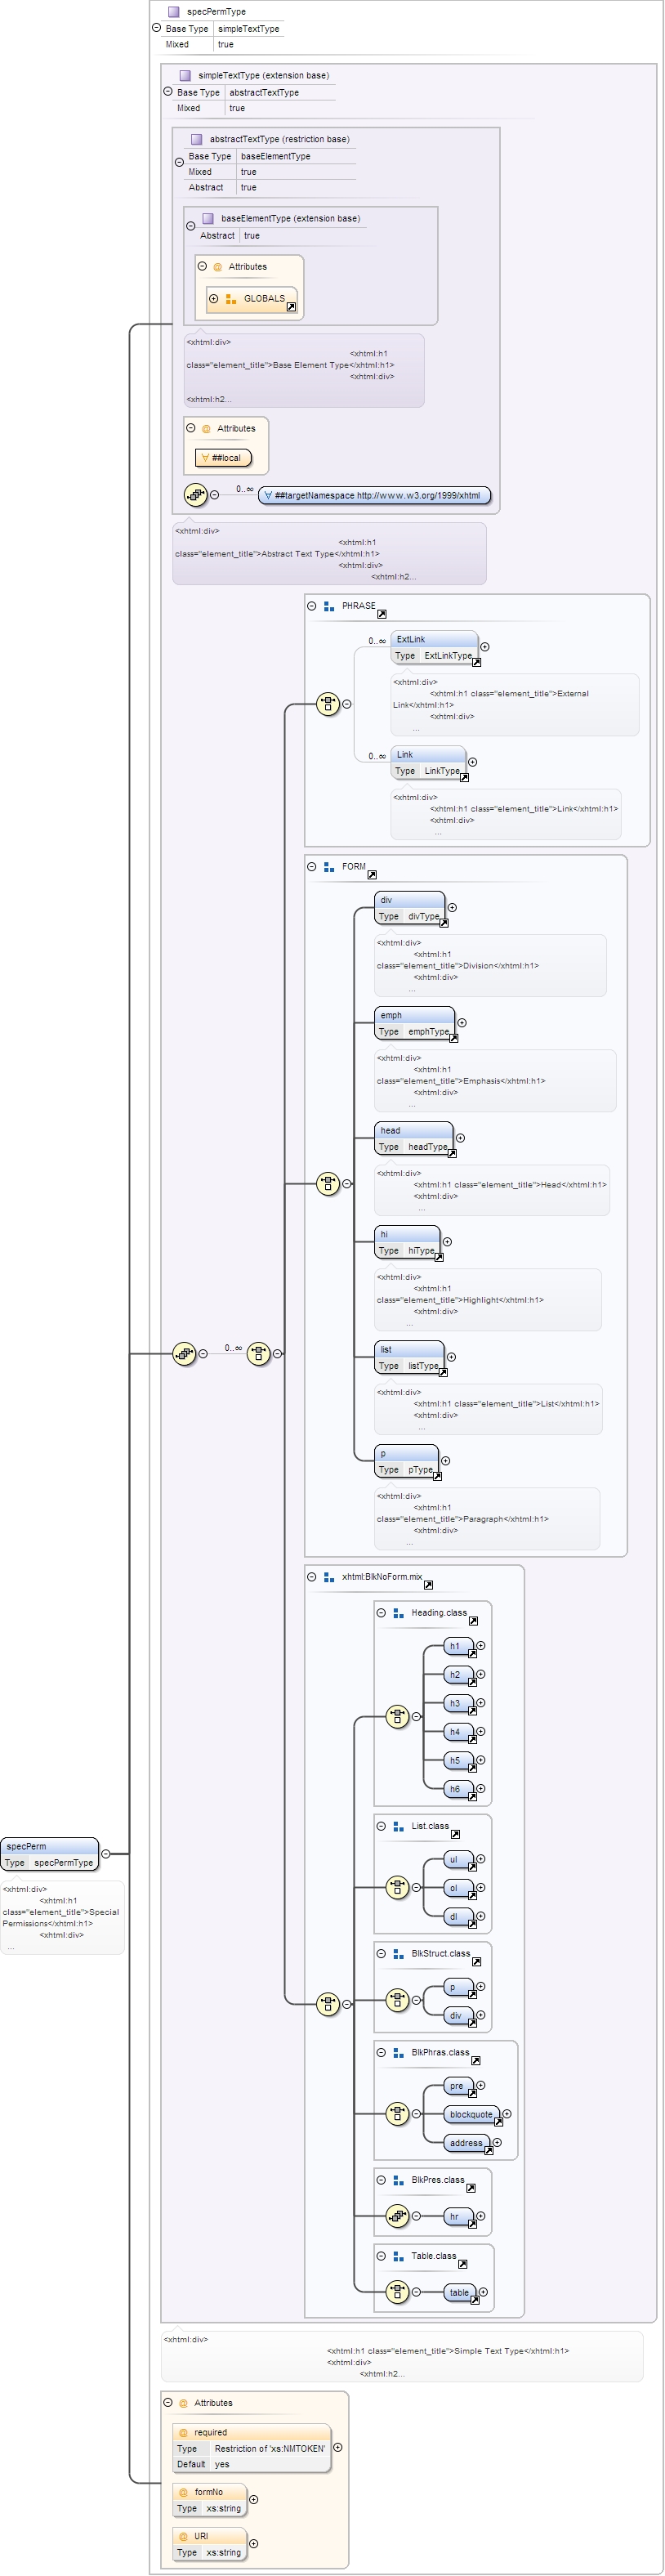 specPermType
Base Type simpleTextType
Mixed true
simpleTextType (extension base)
Base Type abstractTextType
Mixed true
abstractTextType (restriction base)
Base Type baseElementType
Mixed true
Abstract true
baseElementType (extension base)
Abstract true
@ Attributes
GLOBALS
<xhtml:div>
<xhtml:h1
class="element_title">Base Element Type</xhtml:h1>
<xhtml:div>
<xhtml:h2...
@ Attributes
∀ ##local
0..∞
∀ ##targetNamespace http://www.w3.org/1999/xhtml
<xhtml:div>
<xhtml:h1
class="element_title">Abstract Text Type</xhtml:h1>
<xhtml:div>
<xhtml:h2...
PHRASE
0..∞
ExtLink
Type ExtLinkType
<xhtml:div>
<xhtml:h1 class="element_title">External
Link</xhtml:h1>
<xhtml:div>
...
0..∞
Link
Type LinkType
<xhtml:div>
<xhtml:h1 class="element_title">Link</xhtml:h1>
<xhtml:div>
...
FORM
div
Type divType
<xhtml:div>
<xhtml:h1
class="element_title">Division</xhtml:h1>
<xhtml:div>
...
emph
Type emphType
<xhtml:div>
<xhtml:h1
class="element_title">Emphasis</xhtml:h1>
<xhtml:div>
...
head
Type headType
<xhtml:div>
<xhtml:h1 class="element_title">Head</xhtml:h1>
<xhtml:div>
...
hi
Type hiType
<xhtml:div>
<xhtml:h1
class="element_title">Highlight</xhtml:h1>
<xhtml:div>
...
0..∞
list
Type listType
<xhtml:div>
<xhtml:h1 class="element_title">List</xhtml:h1>
<xhtml:div>
...
p
Type pType
<xhtml:div>
<xhtml:h1
class="element_title">Paragraph</xhtml:h1>
<xhtml:div>
...
xhtml:BlkNoForm.mix
Heading.class
h1
h2
h3
h4
h5
h6
List.class
ul
ol
dl
specPerm
Type specPermType
<xhtml:div>
<xhtml:h1
class="element_title">Special
Permissions</xhtml:h1>
<xhtml:div>
...
BlkStruct.class
p
div
BlkPhras.class
pre
blockquote
address
BlkPres.class
hr
Table.class
table
<xhtml:div>
<xhtml:h1 class="element_title">Simple Text Type</xhtml:h1>
<xhtml:div>
<xhtml:h2...
@ Attributes
@ required
Type Restriction of 'xs:NMTOKEN'
Default yes
@ formNo
Type xs:string
@ URI
Type xs:string